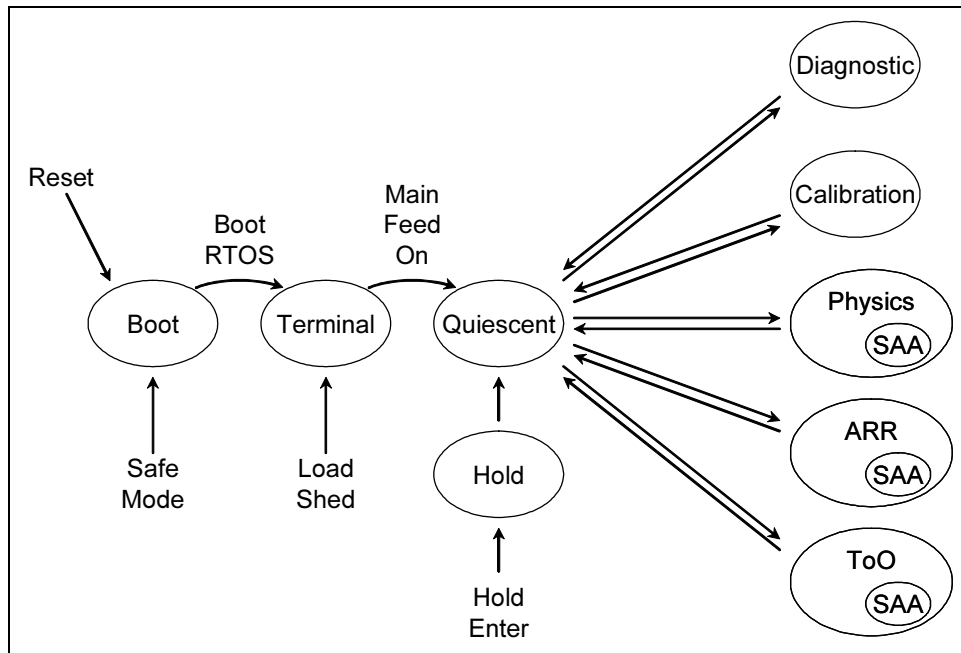 Diagnostic
Reset
Calibration
Boot
RTOS
Main
Feed
On
Boot
Terminal
Quiescent
Physics
SAA
ARR
SAA
Safe
Mode
Load
Shed
Hold
ToO
SAA
Hold
Enter